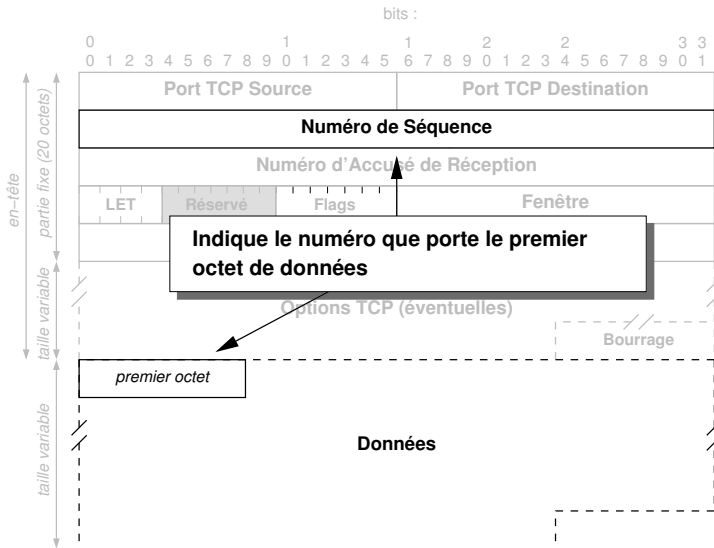 bits :
0 1 2 2 3 3
0 1 2 3 4 5 6 7 8 9 0 1 2 3 4 5 6 7 8 9 0 1 2 3 4 5 6 7 8 9 0 1
Port TCP Source Port TCP Destination
Numéro de Séquence
Numéro d'Accusé de Réception
LET Réservé Flags Fenêtre
Indique le numéro que porte le premier
octet de données
Options TCP (éventuelles)
Bourrage
premier octet
Données
en−tête
partie fixe (20 octets)
taille variable
taille variable